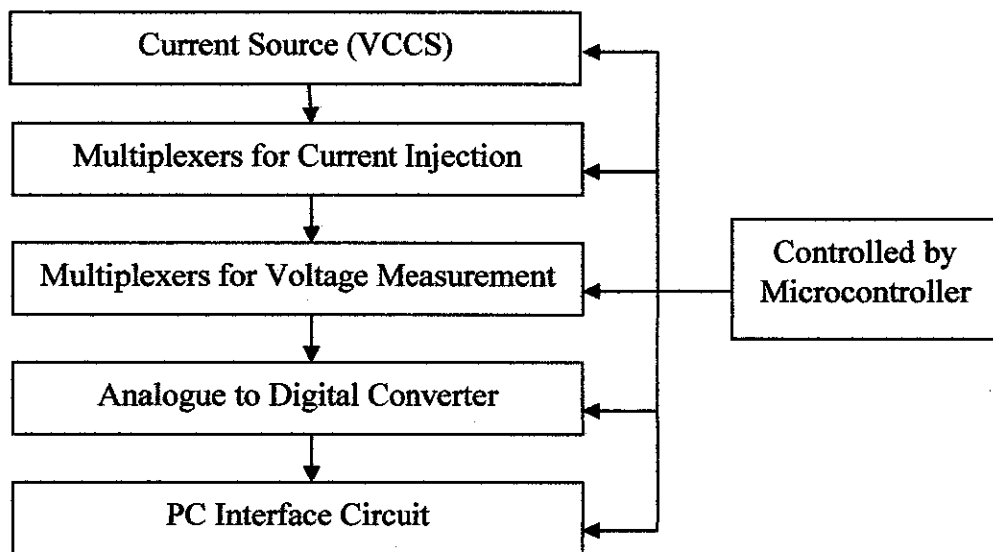 Current Source (VCCS)
Multiplexers for Current Injection
Multiplexers for Voltage Measurement
Controlled by
Microcontroller
Analogue to Digital Converter
PC Interface Circuit